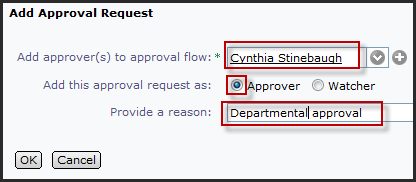 Add Approval Request
Add approver(s) to approval flow: * Cynthia Stinebaugh
Add this approval request as: Approver Watcher
Provide a reason: Departmental approval
OK Cancel